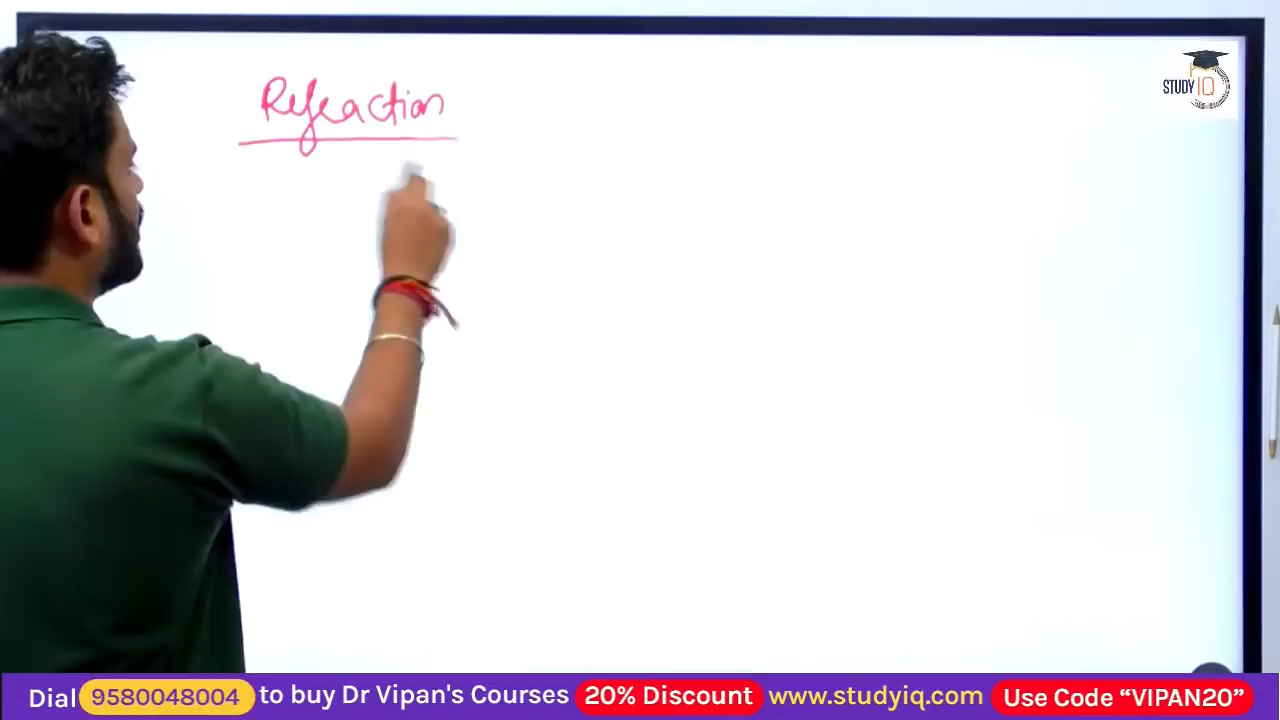 Refraction
STUDY IQ
Dial 9580048004 to buy Dr Vipan's Courses 20% Discount www.studyiq.com Use Code “VIPAN20”